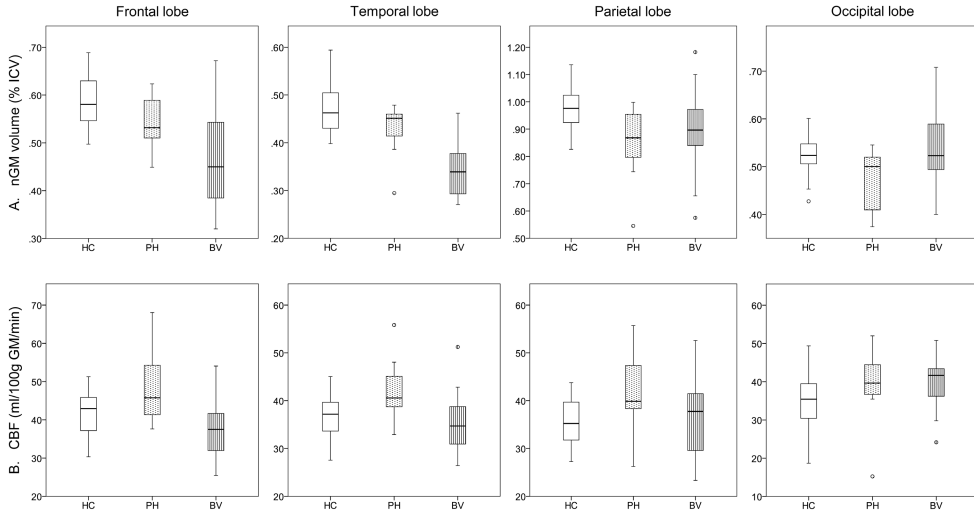 Frontal lobe Temporal lobe Parietal lobe Occipital lobe
A. nGM volume (% ICV)
.70 .60 1.20 .70
.60 .50 1.10 .60
.50 .40 1.00 .50
.40 .30 .90 .40
.30 .20 .80
.70
.60
.50
HC PH BV HC PH BV HC PH BV HC PH BV
B. CBF (ml/100g GM/min)
70 60 60 60
60 50 50 50
50 40 40 40
40 30 30 30
30 20 20 20
20 10
HC PH BV HC PH BV HC PH BV HC PH BV